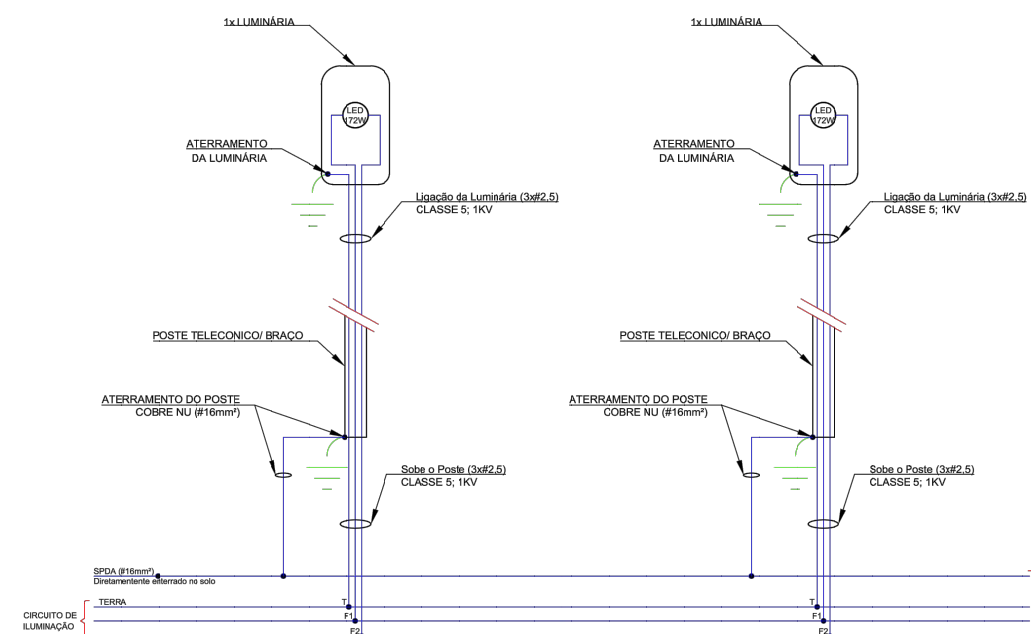 1x LUMINÁRIA
1x LUMINÁRIA
LED
172W
LED
172W
ATERRAMENTO
DA LUMINÁRIA
ATERRAMENTO
DA LUMINÁRIA
Ligação da Luminária (3x#2,5)
CLASSE 5; 1KV
Ligação da Luminária (3x#2,5)
CLASSE 5; 1KV
POSTE TELECONICO/ BRAÇO
POSTE TELECONICO/ BRAÇO
ATERRAMENTO DO POSTE
COBRE NU (#16mm²)
ATERRAMENTO DO POSTE
COBRE NU (#16mm²)
Sobe o Poste (3x#2,5)
CLASSE 5; 1KV
Sobe o Poste (3x#2,5)
CLASSE 5; 1KV
SPDA (#16mm²)
Diretamentente enterrado no solo
TERRA
T
T
CIRCUITO DE
ILUMINAÇÃO
F1
F1
F2
F2